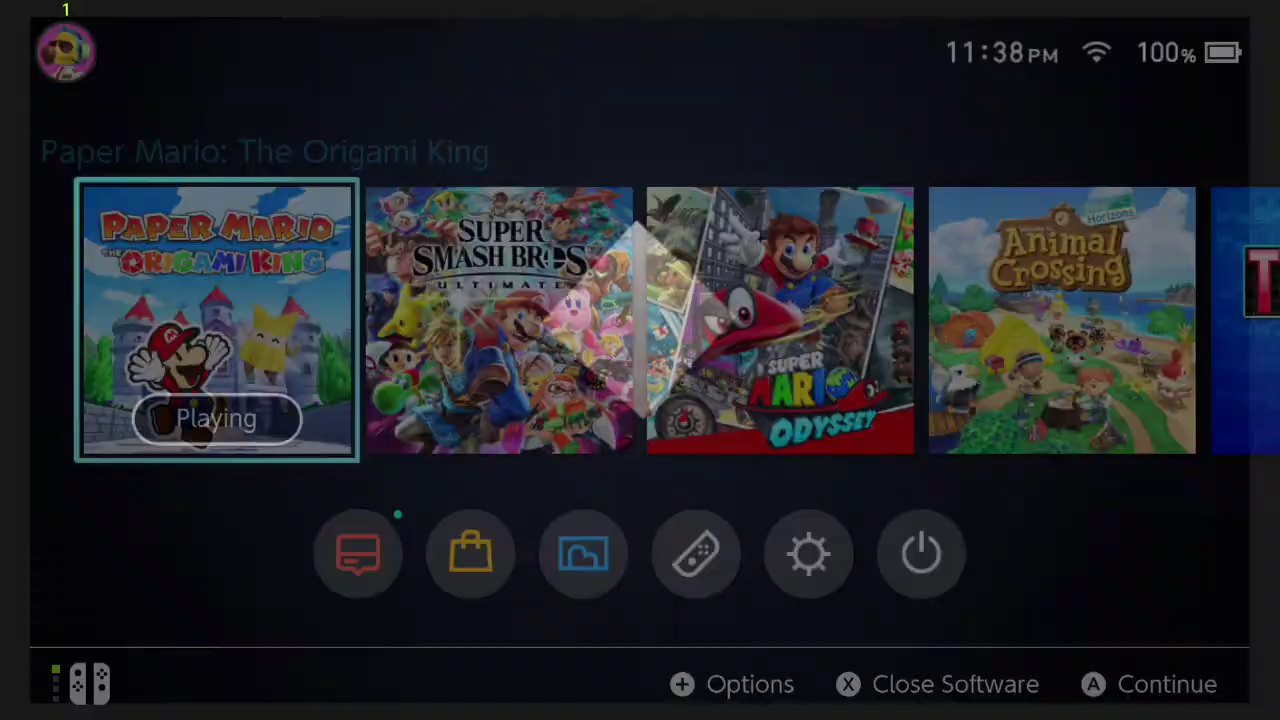 1
11:38 PM 100%
Paper Mario: The Origami King
PAPER MARIO
THE ORIGAMI KING
Playing
SUPER
SMASH BROS.
ULTIMATE
SUPER
MARIO
ODYSSEY
Horizons
Animal
Crossing
T
+ Options X Close Software A Continue